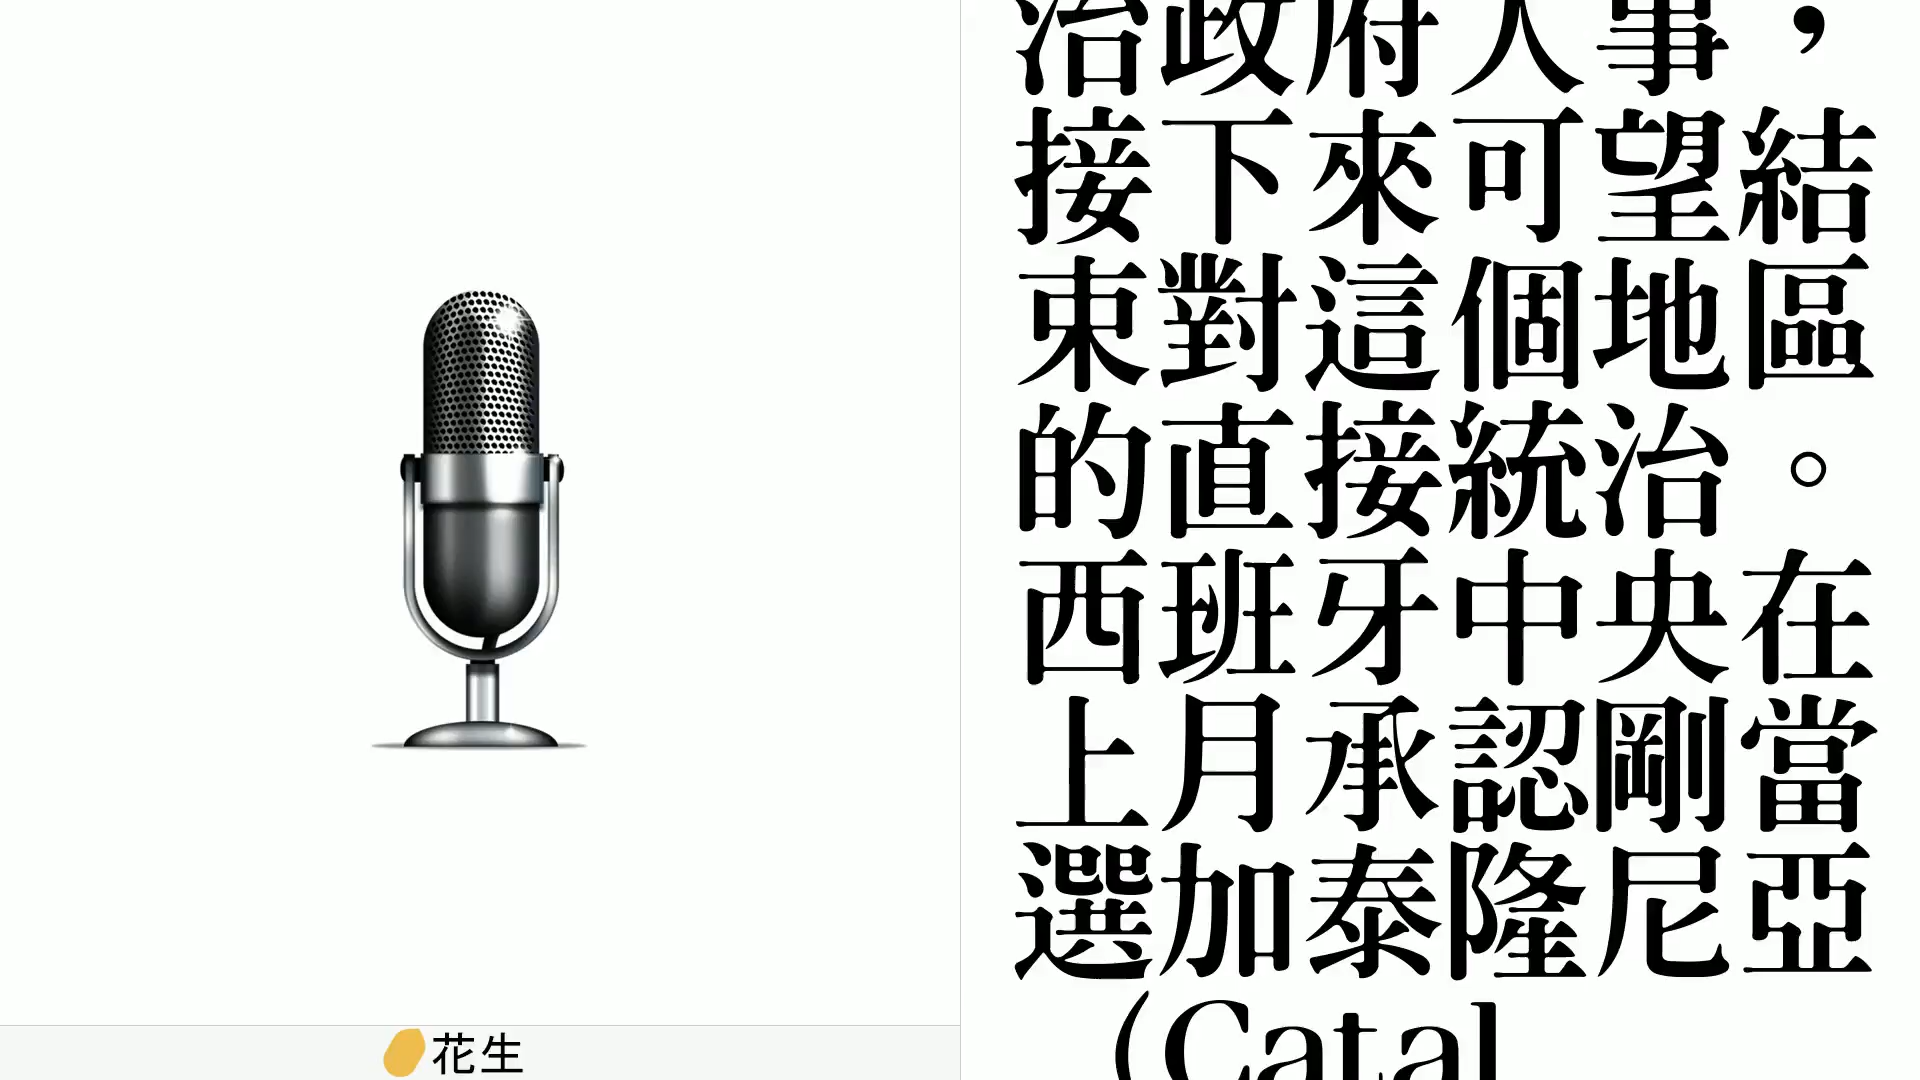 治政府人事，
接下來可望結
束對這個地區
的直接統治。
西班牙中央在
上月承認剛當
選加泰隆尼亞
（Catal
花生